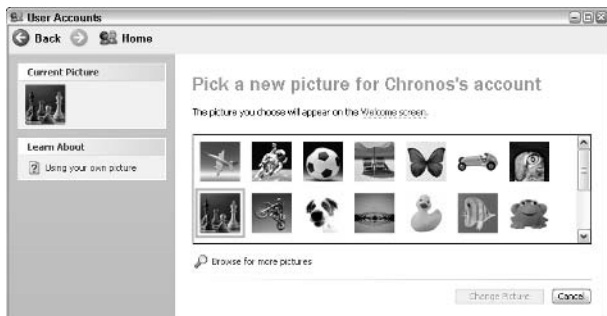 User Accounts
Back Home
Current Picture
Learn About
Using your own picture
Pick a new picture for Chronos's account
The picture you choose will appear on the Welcome screen.
Browse for more pictures
Change Picture Cancel